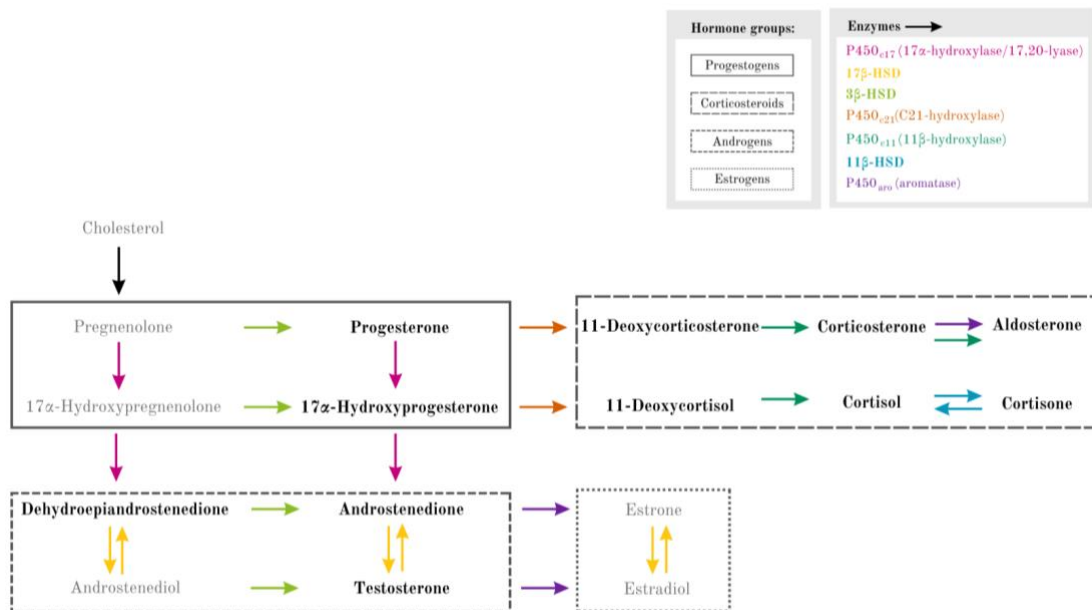 Hormone groups:
Progestogens
Corticosteroids
Androgens
Estrogens
Enzymes
P450c17 (17α-hydroxylase/17,20-lyase)
17β-HSD
3β-HSD
P450c21(C21-hydroxylase)
P450c11 (11β-hydroxylase)
11β-HSD
P450aro (aromatase)
Cholesterol
Pregnenolone Progesterone 11-Deoxycorticosterone Corticosterone Aldosterone
17α-Hydroxypregnenolone 17α-Hydroxyprogesterone 11-Deoxycortisol Cortisol Cortisone
Dehydroepiandrostenedione Androstenedione Estrone
Androstenediol Testosterone Estradiol